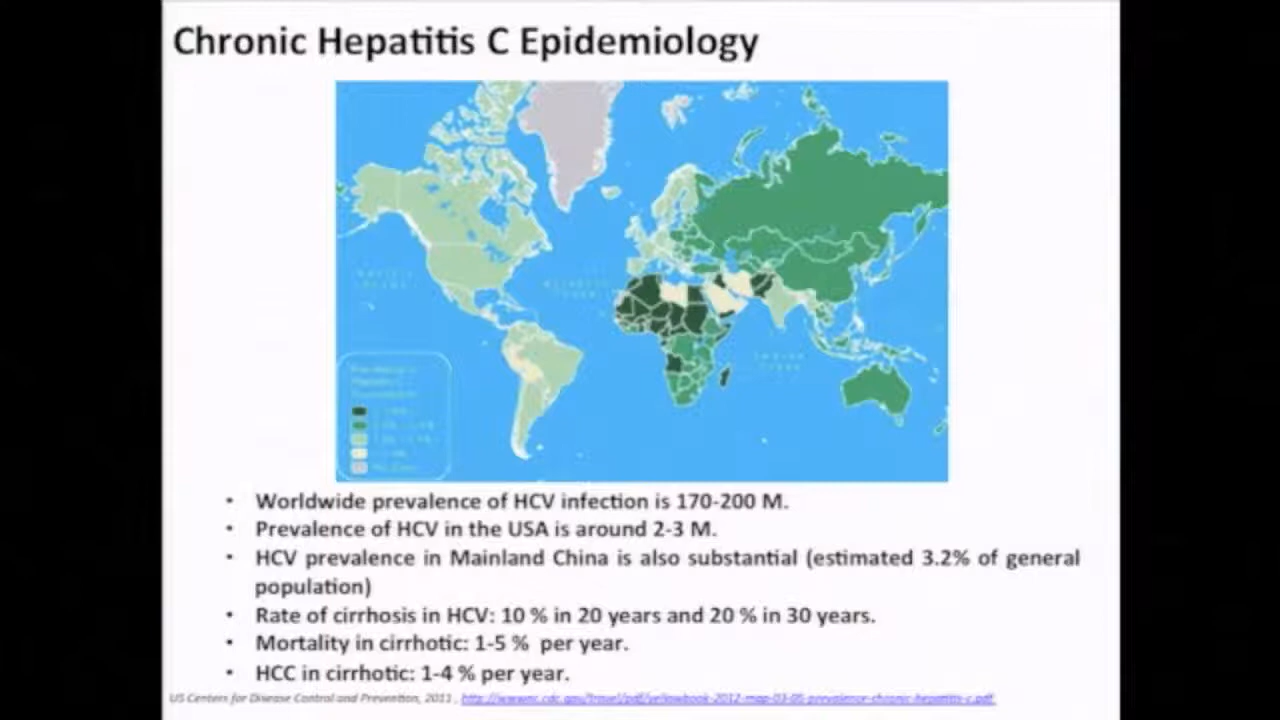 Chronic Hepatitis C Epidemiology
• Worldwide prevalence of HCV infection is 170-200 M.
• Prevalence of HCV in the USA is around 2-3 M.
• HCV prevalence in Mainland China is also substantial (estimated 3.2% of general
population)
• Rate of cirrhosis in HCV: 10 % in 20 years and 20 % in 30 years.
• Mortality in cirrhotic: 1-5 % per year.
• HCC in cirrhotic: 1-4 % per year.
US Centers for Disease Control and Prevention, 2011 ,